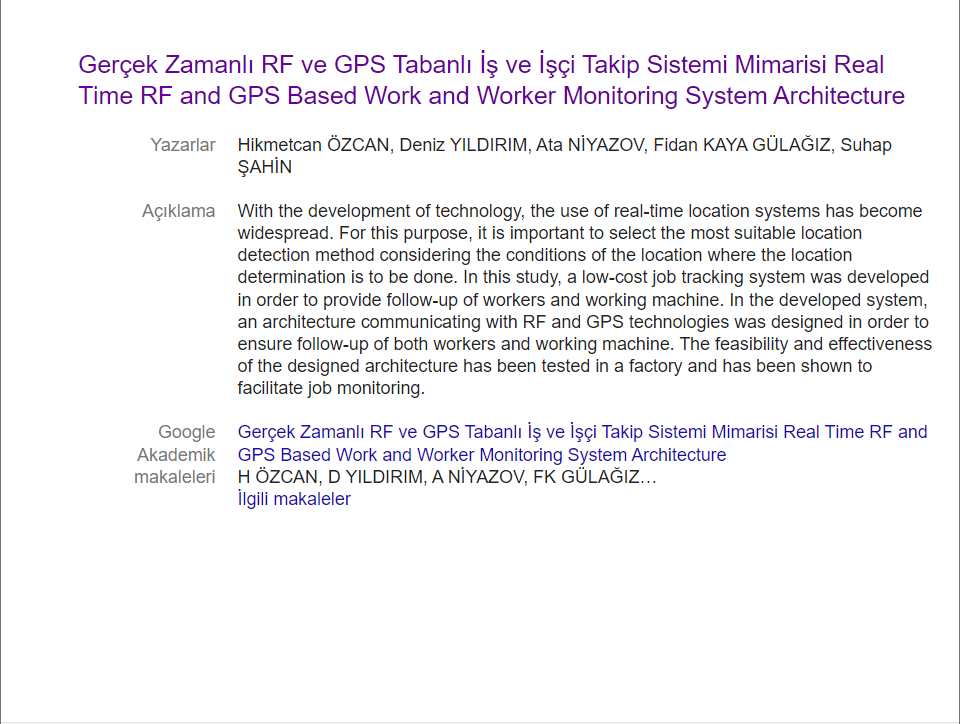 Gerçek Zamanlı RF ve GPS Tabanlı İş ve İşçi Takip Sistemi Mimarisi Real
Time RF and GPS Based Work and Worker Monitoring System Architecture
Yazarlar
Hikmetcan ÖZCAN, Deniz YILDIRIM, Ata NİYAZOV, Fidan KAYA GÜLAĞIZ, Suhap
ŞAHİN
Açıklama
With the development of technology, the use of real-time location systems has become
widespread. For this purpose, it is important to select the most suitable location
detection method considering the conditions of the location where the location
determination is to be done. In this study, a low-cost job tracking system was developed
in order to provide follow-up of workers and working machine. In the developed system,
an architecture communicating with RF and GPS technologies was designed in order to
ensure follow-up of both workers and working machine. The feasibility and effectiveness
of the designed architecture has been tested in a factory and has been shown to
facilitate job monitoring.
Google
Akademik
makaleleri
Gerçek Zamanlı RF ve GPS Tabanlı İş ve İşçi Takip Sistemi Mimarisi Real Time RF and
GPS Based Work and Worker Monitoring System Architecture
H ÖZCAN, D YILDIRIM, A NİYAZOV, FK GÜLAĞIZ…
İlgili makaleler